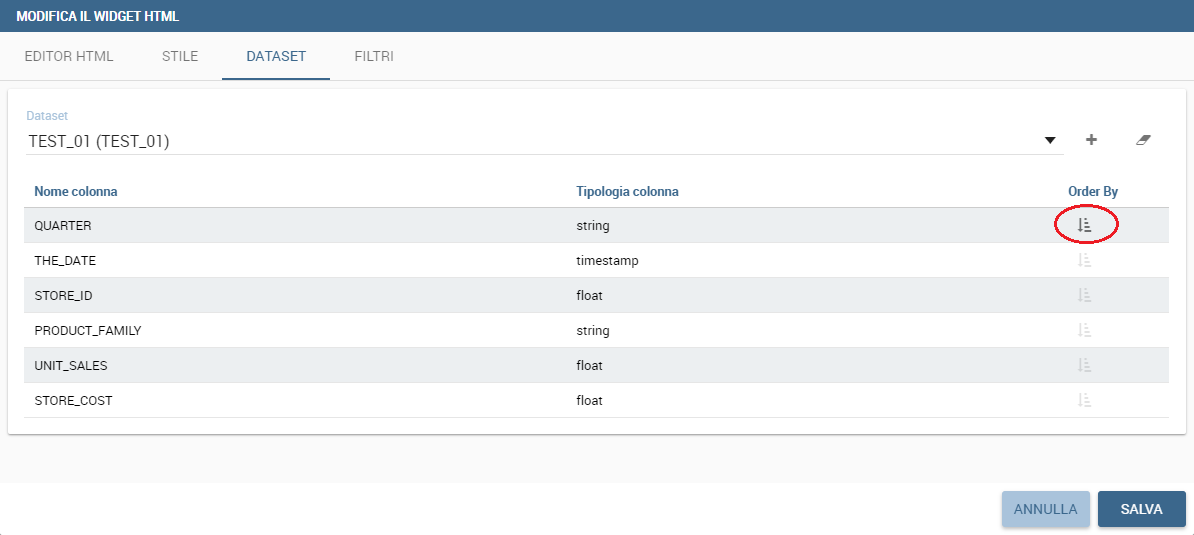 MODIFICA IL WIDGET HTML
EDITOR HTML STILE DATASET FILTRI
Dataset
TEST_01 (TEST_01)
Nome colonna Tipologia colonna Order By
QUARTER string
THE_DATE timestamp
STORE_ID float
PRODUCT_FAMILY string
UNIT_SALES float
STORE_COST float
ANNULLA SALVA